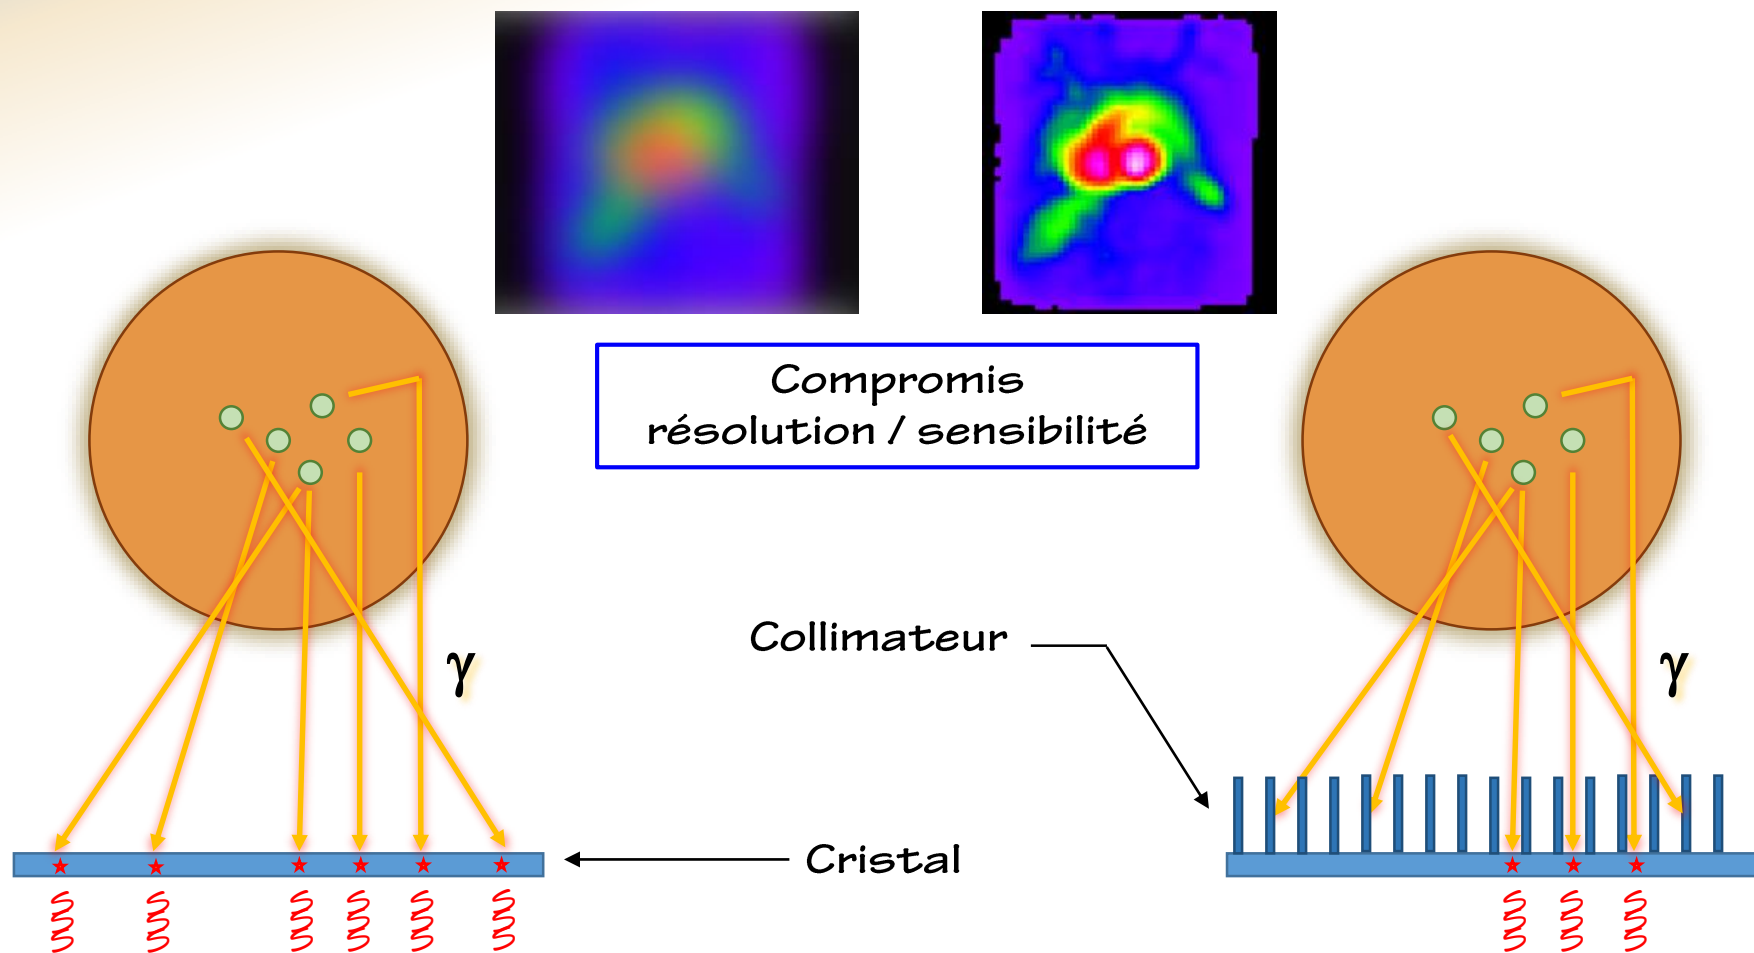 Compromis
résolution / sensibilité
Collimateur
γ
γ
Cristal